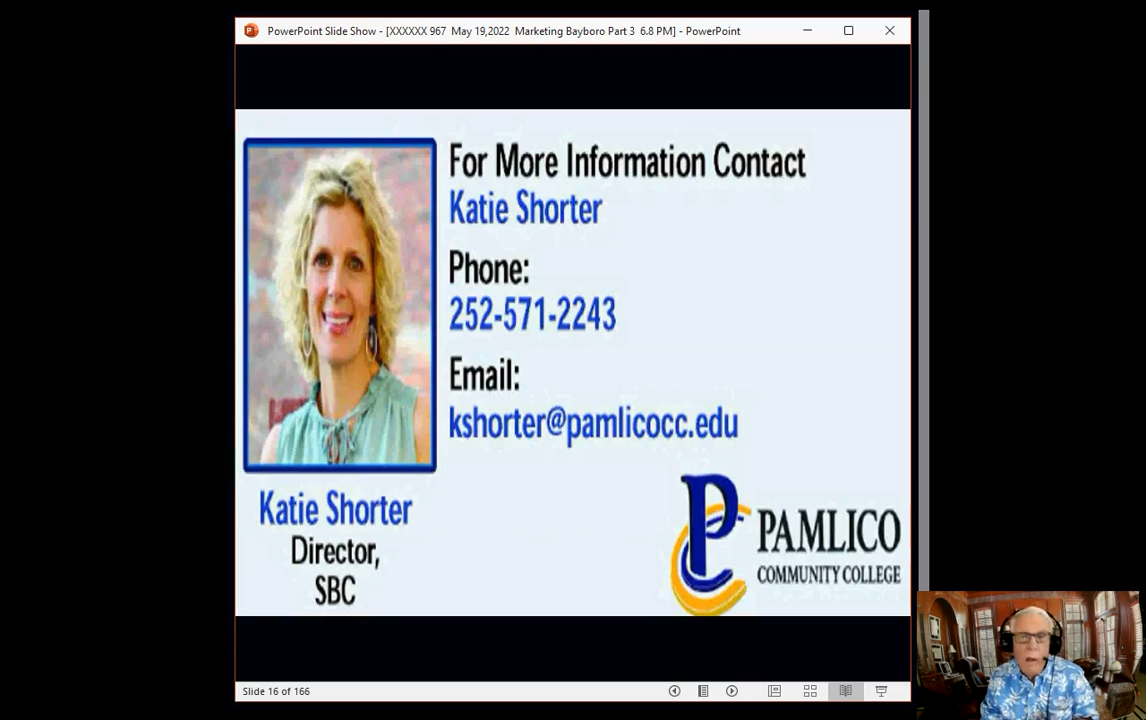 PowerPoint Slide Show - [XXXXXX 967 May 19,2022 Marketing Bayboro Part 3 6.8 PM] - PowerPoint
For More Information Contact
Katie Shorter
Phone:
252-571-2243
Email:
kshorter@pamlicocc.edu
Katie Shorter
Director,
SBC
PAMLICO
COMMUNITY COLLEGE
Slide 16 of 166